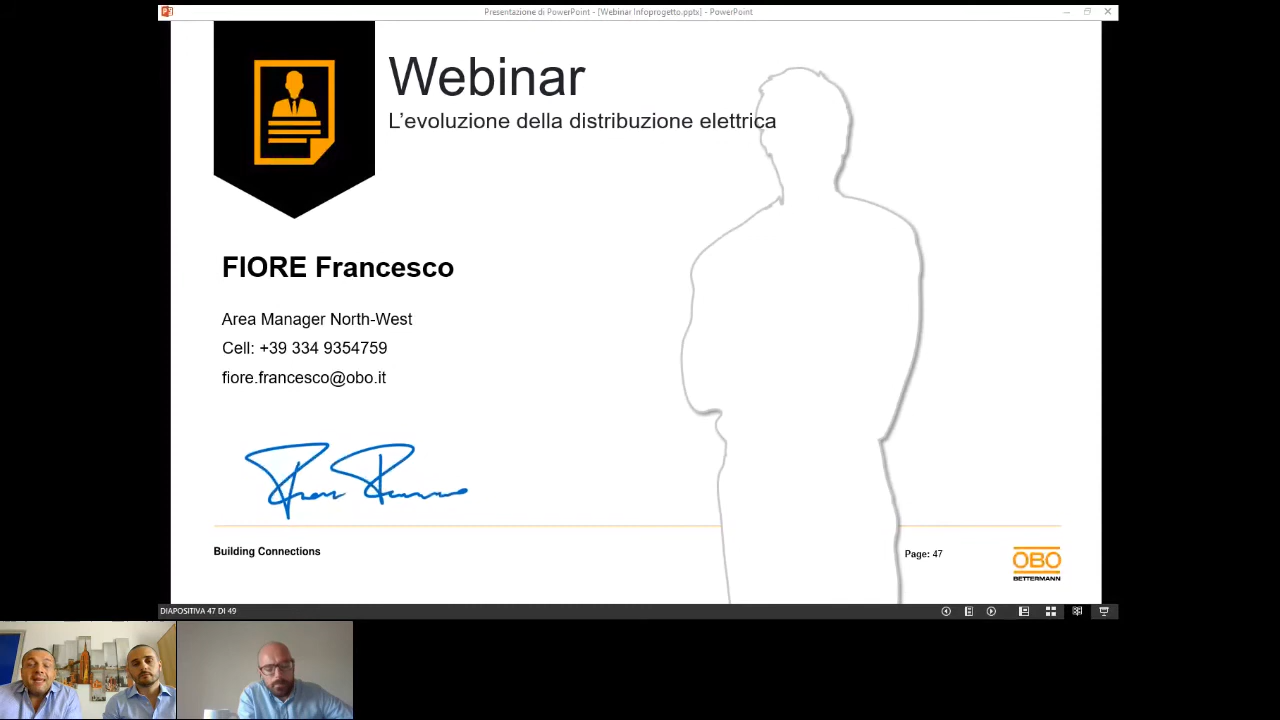 Presentazione di PowerPoint - [Webinar Infoprogetto.pptx] - PowerPoint
Webinar
L'evoluzione della distribuzione elettrica
FIORE Francesco
Area Manager North-West
Cell: +39 334 9354759
fiore.francesco@obo.it
Building Connections
Page: 47
OBO
BETTERMANN
DIAPOSITIVA 47 DI 49